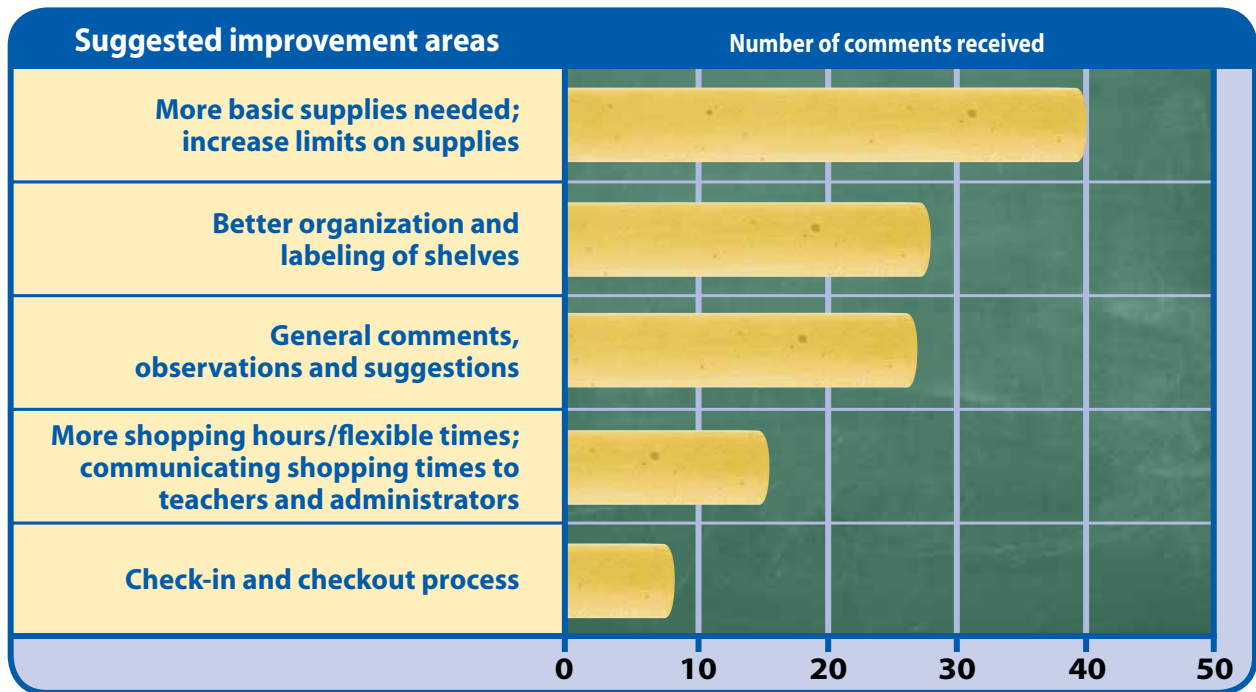 Suggested improvement areas
Number of comments received
More basic supplies needed;
increase limits on supplies
Better organization and
labeling of shelves
General comments,
observations and suggestions
More shopping hours/flexible times;
communicating shopping times to
teachers and administrators
Check-in and checkout process
0 10 20 30 40 50